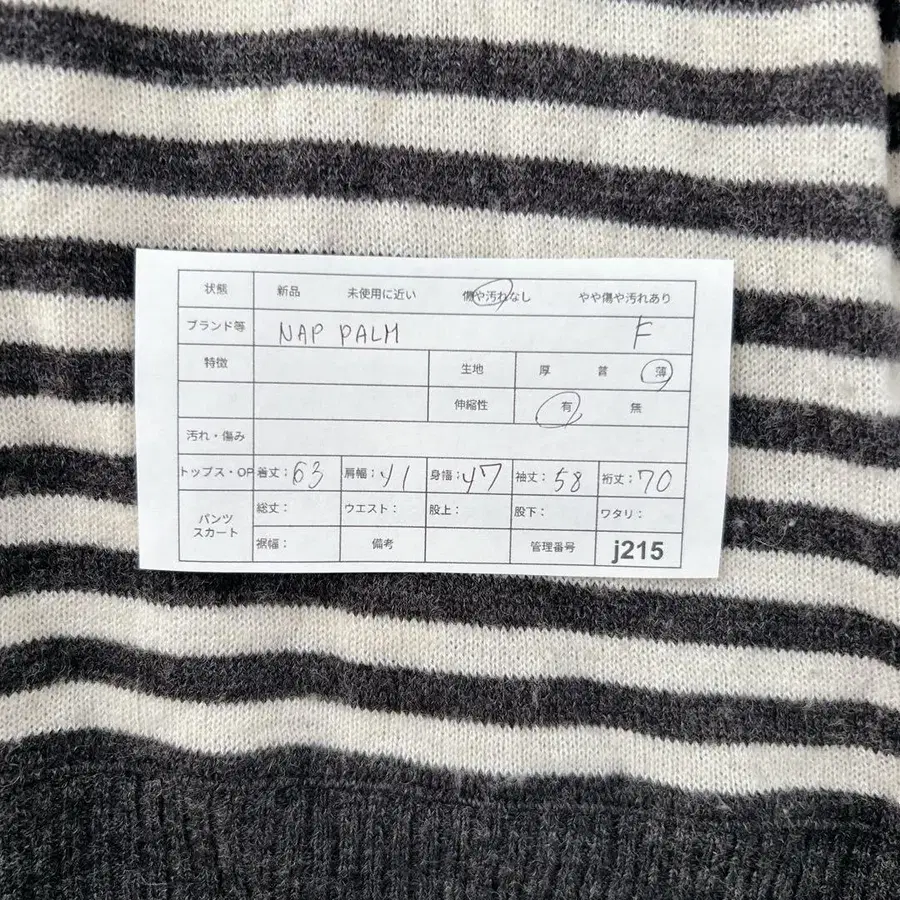 状態 新品 未使用に近い 傷や汚れなし やや傷や汚れあり
ブランド等 NAP PALM F
特徴 生地 厚 普 薄
伸縮性 有 無
汚れ・傷み
トップス・OP 着丈：63 肩幅：41 身幅：47 袖丈：58 裄丈：70
パンツ スカート 総丈： ウエスト： 股上： 股下： ワタリ：
裾幅： 備考 管理番号 j215